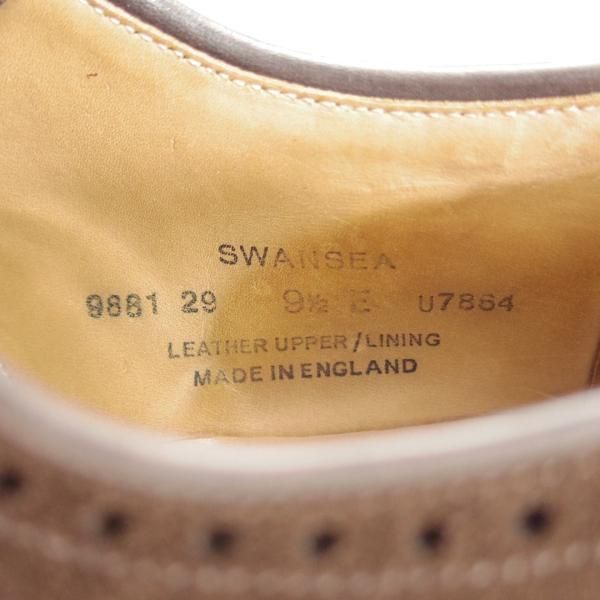 SWANSEA
9881 29 9½ E U7864
LEATHER UPPER/LINING
MADE IN ENGLAND